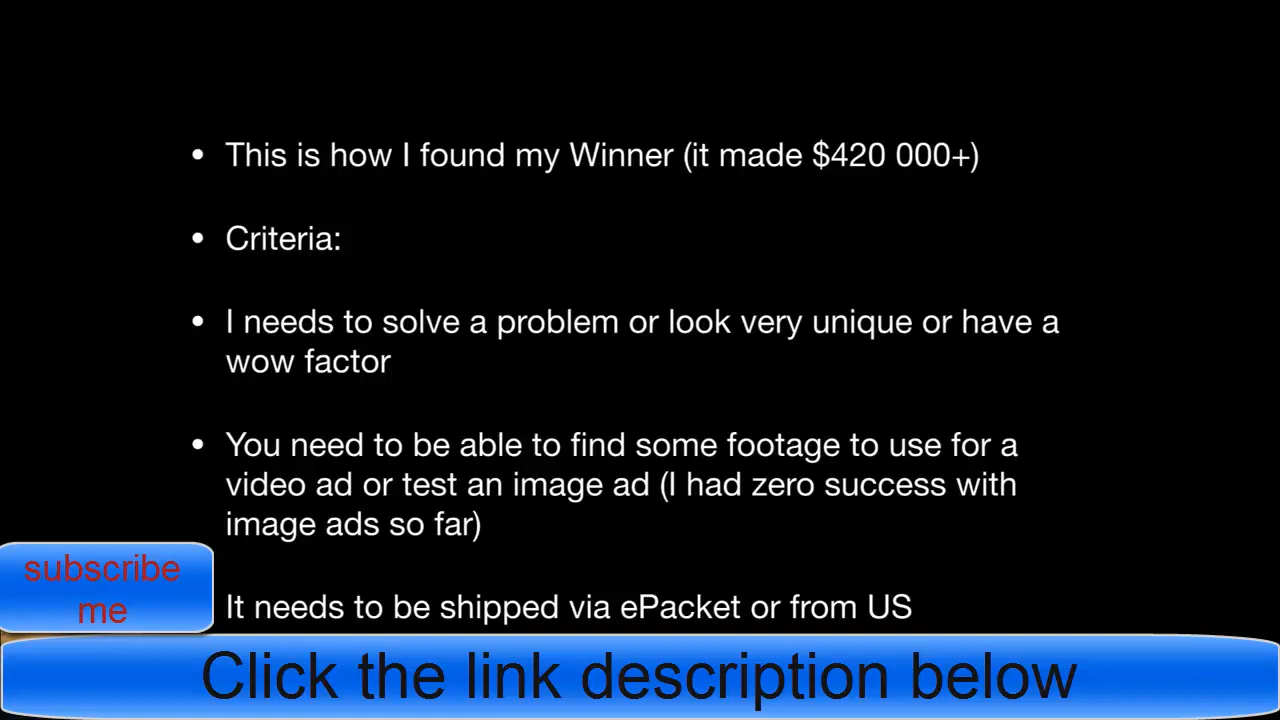 • This is how I found my Winner (it made $420 000+)
• Criteria:
• I needs to solve a problem or look very unique or have a
wow factor
• You need to be able to find some footage to use for a
video ad or test an image ad (I had zero success with
image ads so far)
It needs to be shipped via ePacket or from US
subscribe
me
Click the link description below